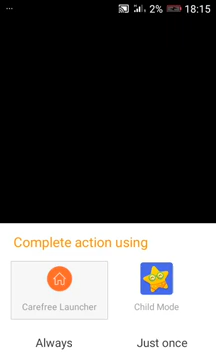 ... 2% 18:15
Complete action using
Carefree Launcher Child Mode
Always Just once